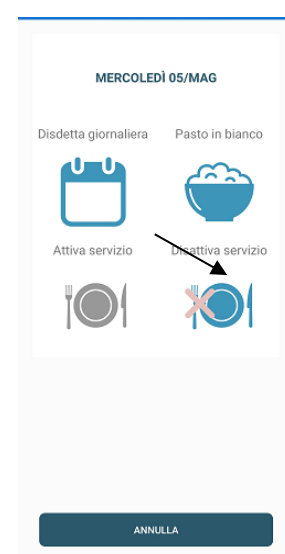 MERCOLEDÌ 05/MAG
Disdetta giornaliera Pasto in bianco
Attiva servizio Disattiva servizio
ANNULLA